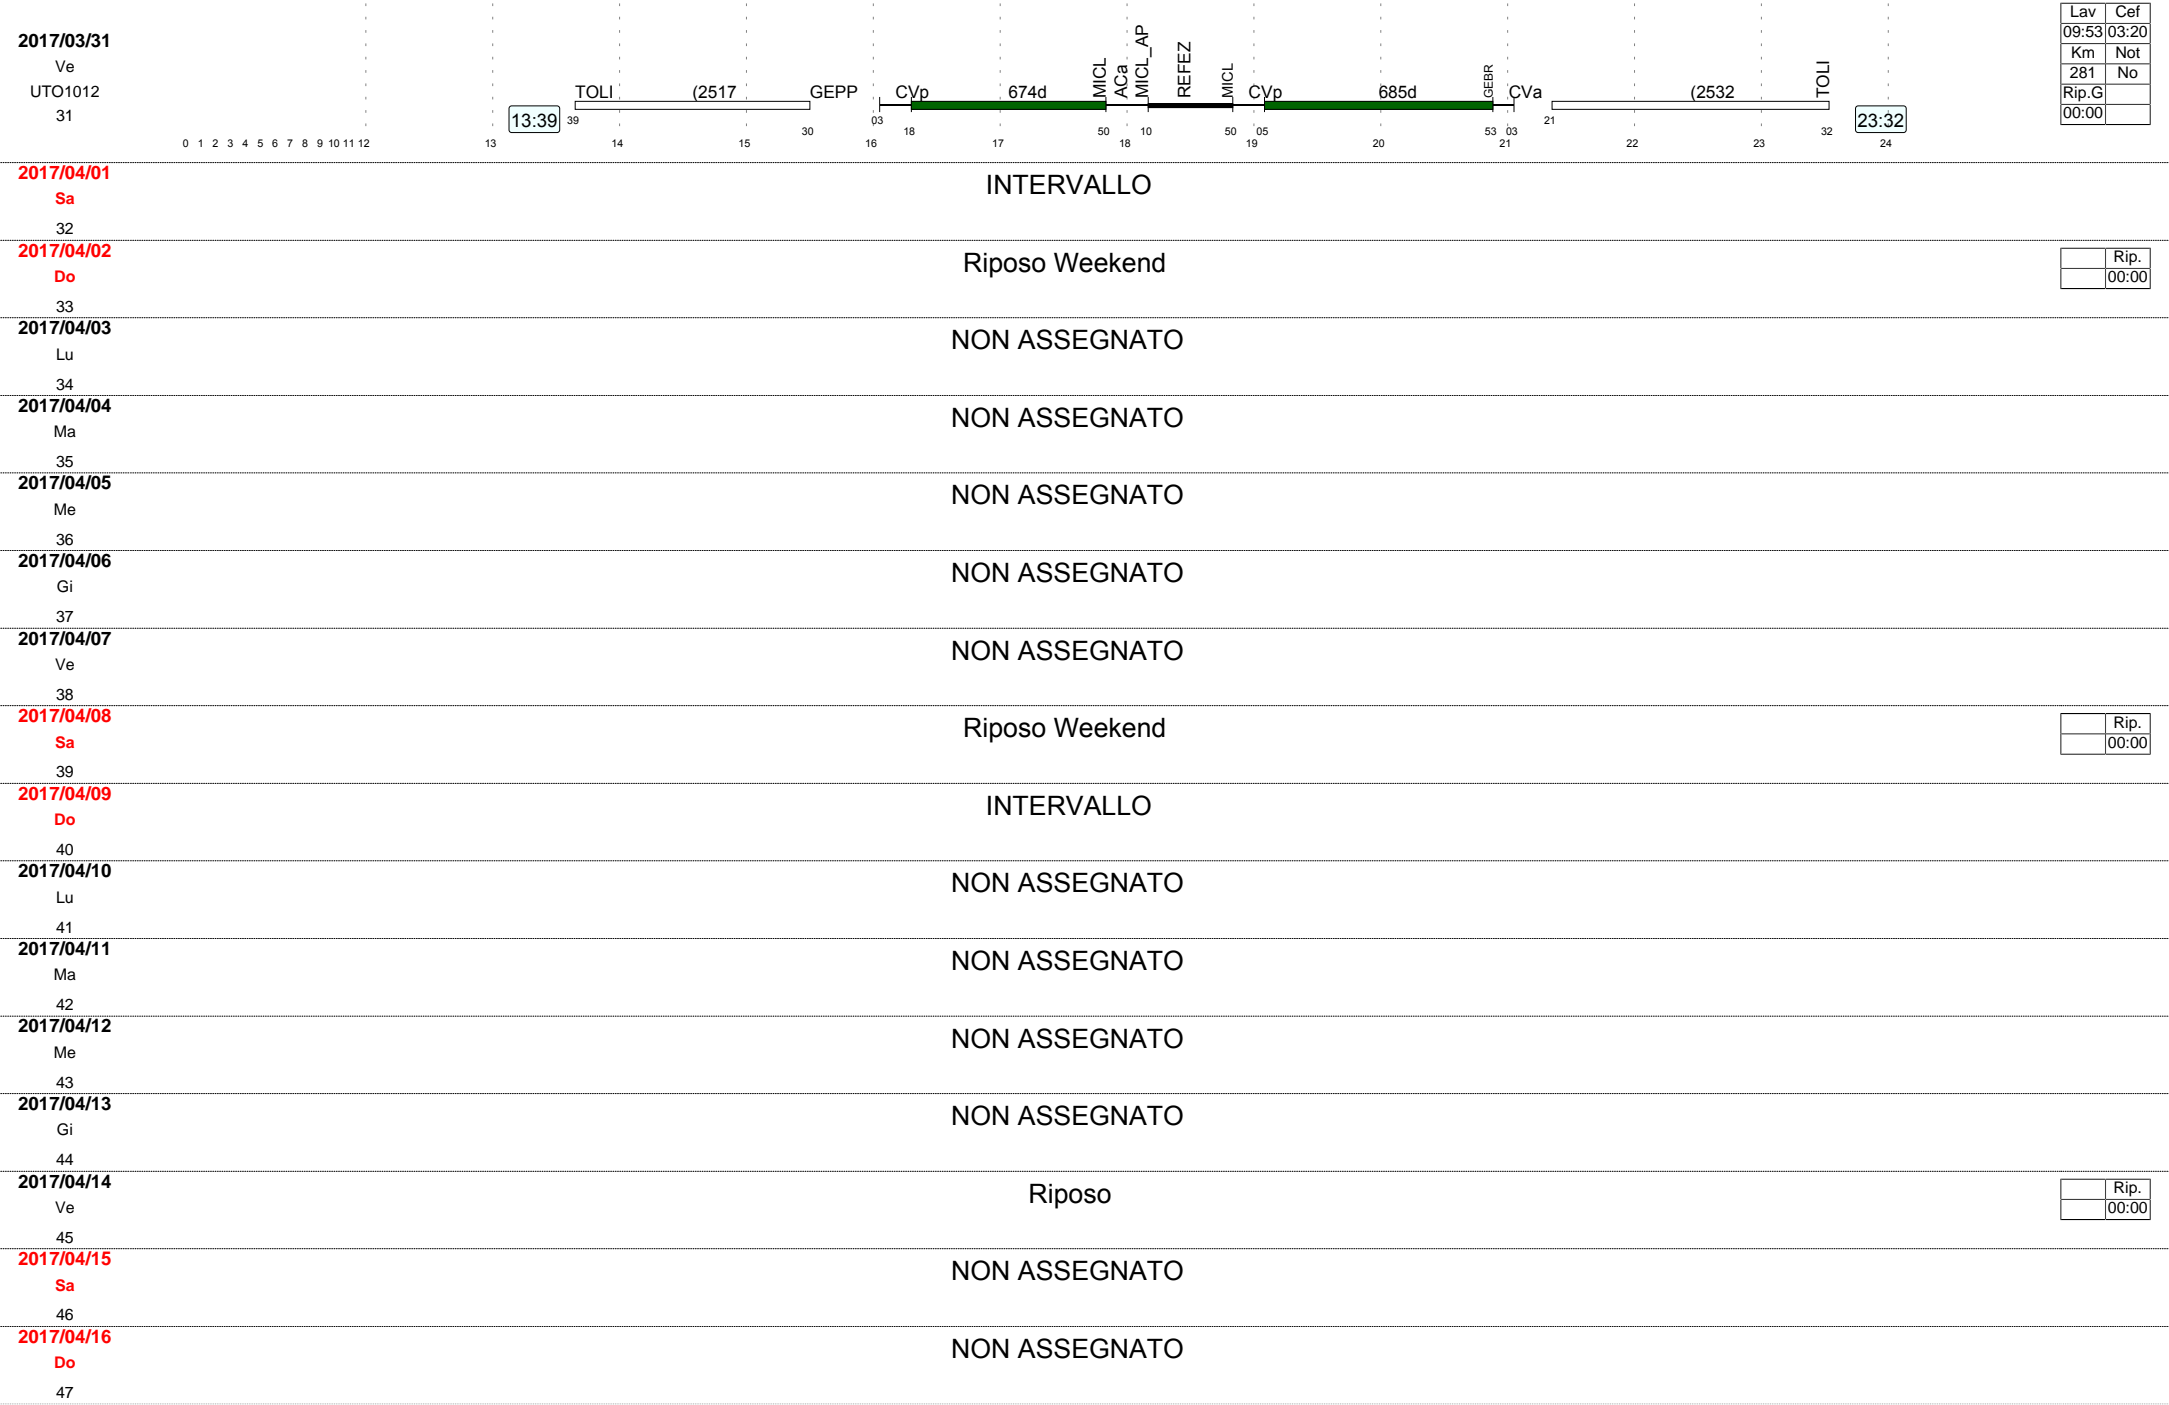 2017/03/31
Ve
UTO1012
31
13:39
TOLI (2517 GEPP CVp 674d MICL ACa MICL_AP REFEZ MICL CVp 685d GEBR CVa (2532 TOLI
39 30 03 18 50 10 50 05 53 03 21 32
23:32
0 1 2 3 4 5 6 7 8 9 10 11 12 13 14 15 16 17 18 19 20 21 22 23 24
Lav Cef
09:53 03:20
Km Not
281 No
Rip.G
00:00
2017/04/01
Sa
32
INTERVALLO
2017/04/02
Do
33
Riposo Weekend
Rip.
00:00
2017/04/03
Lu
34
NON ASSEGNATO
2017/04/04
Ma
35
NON ASSEGNATO
2017/04/05
Me
36
NON ASSEGNATO
2017/04/06
Gi
37
NON ASSEGNATO
2017/04/07
Ve
38
NON ASSEGNATO
2017/04/08
Sa
39
Riposo Weekend
Rip.
00:00
2017/04/09
Do
40
INTERVALLO
2017/04/10
Lu
41
NON ASSEGNATO
2017/04/11
Ma
42
NON ASSEGNATO
2017/04/12
Me
43
NON ASSEGNATO
2017/04/13
Gi
44
NON ASSEGNATO
2017/04/14
Ve
45
Riposo
Rip.
00:00
2017/04/15
Sa
46
NON ASSEGNATO
2017/04/16
Do
47
NON ASSEGNATO